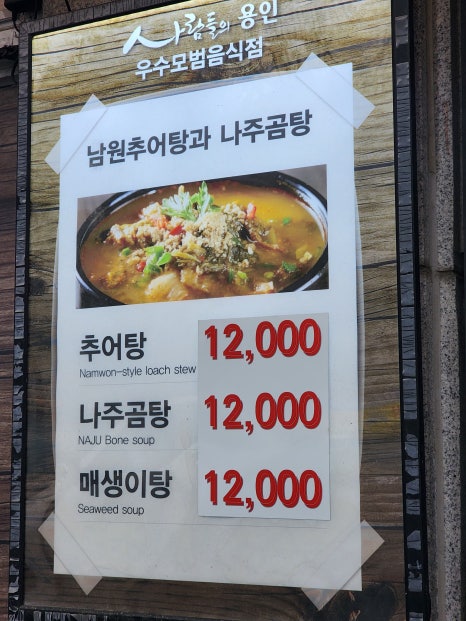 사람들의 용인
우수모범음식점
남원추어탕과 나주곰탕
추어탕 12,000
Namwon-style loach stew
나주곰탕 12,000
NAJU Bone soup
매생이탕 12,000
Seaweed soup